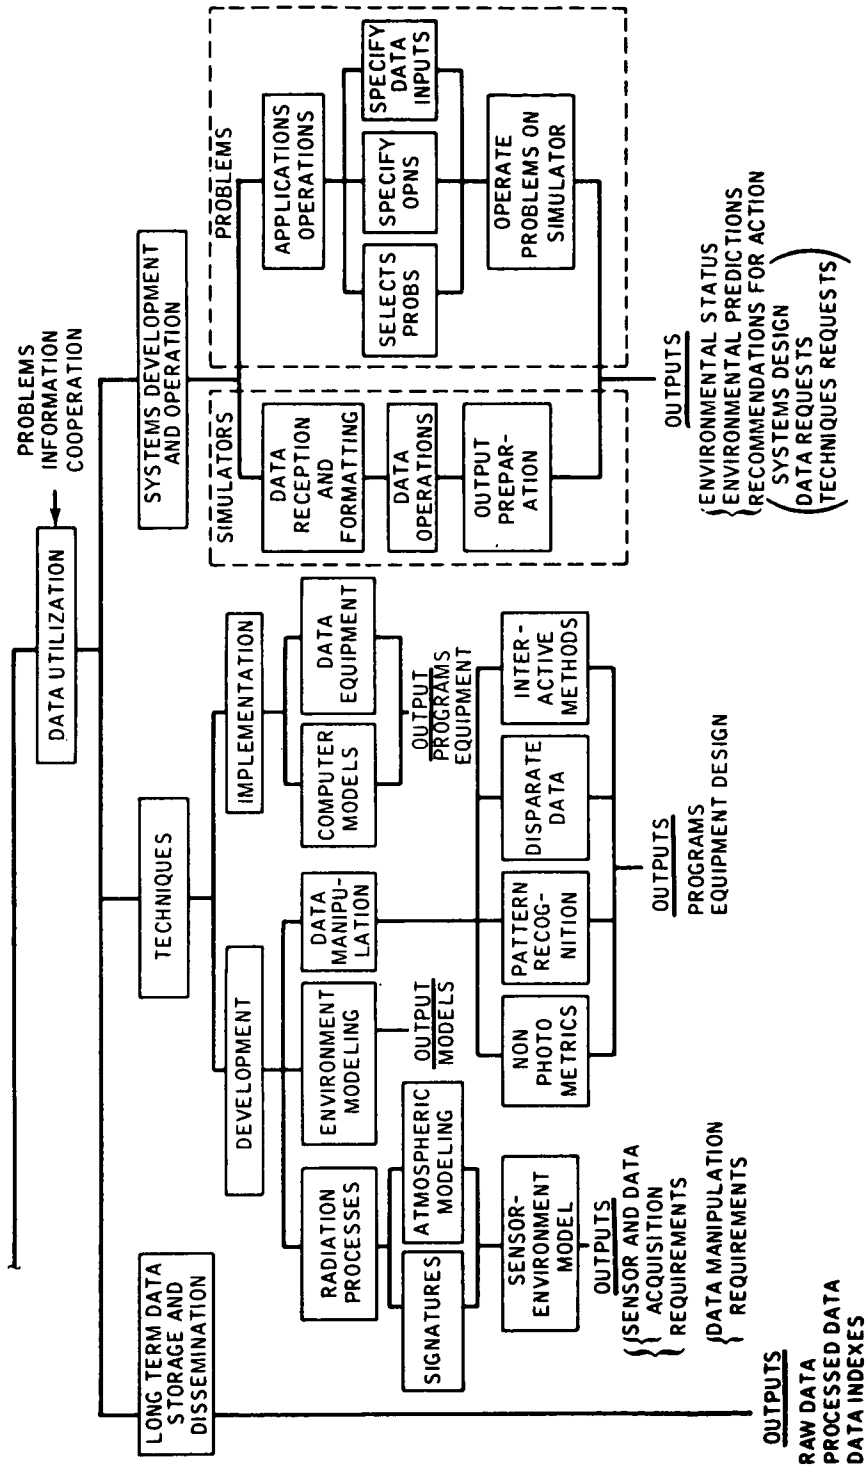 PROBLEMS
INFORMATION
COOPERATION
DATA UTILIZATION
LONG TERM DATA
STORAGE AND
DISSEMINATION
TECHNIQUES
SYSTEMS DEVELOPMENT
AND OPERATION
DEVELOPMENT
IMPLEMENTATION
SIMULATORS
PROBLEMS
RADIATION
PROCESSES
ENVIRONMENT
MODELING
DATA
MANIPU-
LATION
COMPUTER
MODELS
DATA
EQUIPMENT
DATA
RECEPTION
AND
FORMATTING
APPLICATIONS
OPERATIONS
SIGNATURES
ATMOSPHERIC
MODELING
OUTPUT
MODELS
OUTPUT
PROGRAMS
EQUIPMENT
DATA
OPERATIONS
SELECTS
PROBS
SPECIFY
OPNS
SPECIFY
DATA
INPUTS
SENSOR-
ENVIRONMENT
MODEL
NON
PHOTO
METRICS
PATTERN
RECOG-
NITION
DISPARATE
DATA
INTER-
ACTIVE
METHODS
OUTPUT
PREPAR-
ATION
OPERATE
PROBLEMS ON
SIMULATOR
OUTPUTS
SENSOR AND DATA
ACQUISITION
REQUIREMENTS
DATA MANIPULATION
REQUIREMENTS
OUTPUTS
PROGRAMS
EQUIPMENT DESIGN
OUTPUTS
ENVIRONMENTAL STATUS
ENVIRONMENTAL PREDICTIONS
RECOMMENDATIONS FOR ACTION
SYSTEMS DESIGN
DATA REQUESTS
TECHNIQUES REQUESTS
OUTPUTS
RAW DATA
PROCESSED DATA
DATA INDEXES